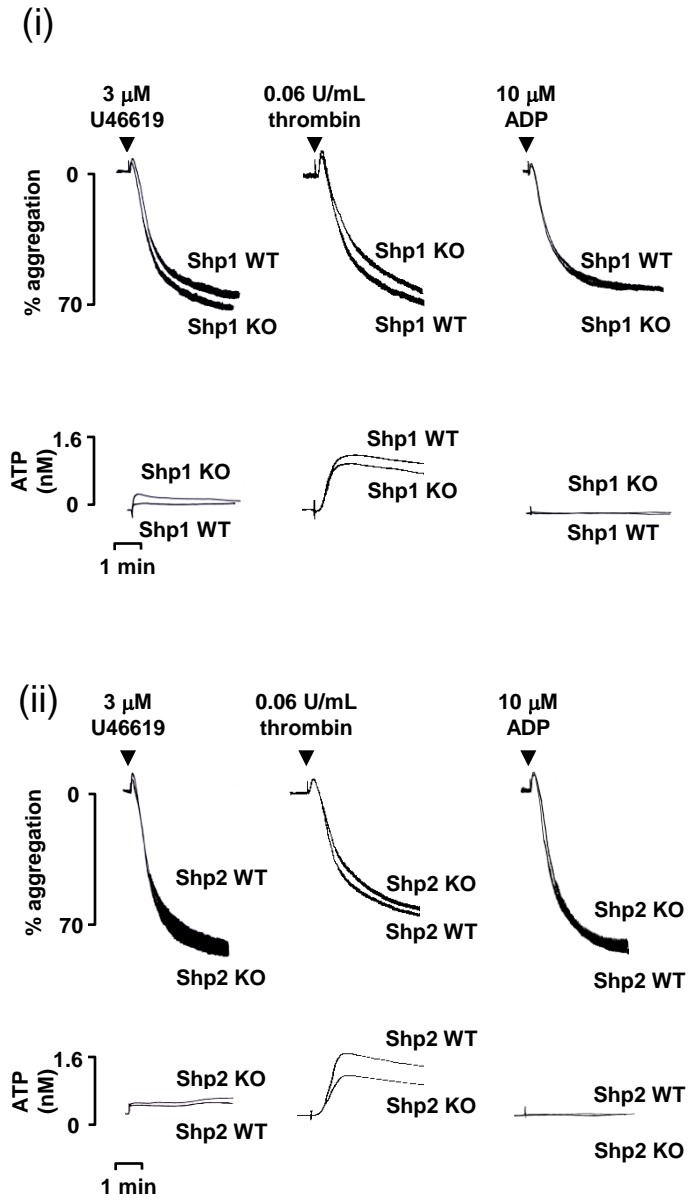 (i)
3 μM
U46619
0.06 U/mL
thrombin
10 μM
ADP
% aggregation
0
70
Shp1 WT
Shp1 KO
Shp1 KO
Shp1 WT
Shp1 WT
Shp1 KO
ATP
(nM)
1.6
0
Shp1 KO
Shp1 WT
Shp1 WT
Shp1 KO
Shp1 KO
Shp1 WT
1 min
(ii)
3 μM
U46619
0.06 U/mL
thrombin
10 μM
ADP
% aggregation
0
70
Shp2 WT
Shp2 KO
Shp2 KO
Shp2 WT
Shp2 KO
Shp2 WT
ATP
(nM)
1.6
0
Shp2 KO
Shp2 WT
Shp2 WT
Shp2 KO
Shp2 WT
Shp2 KO
1 min